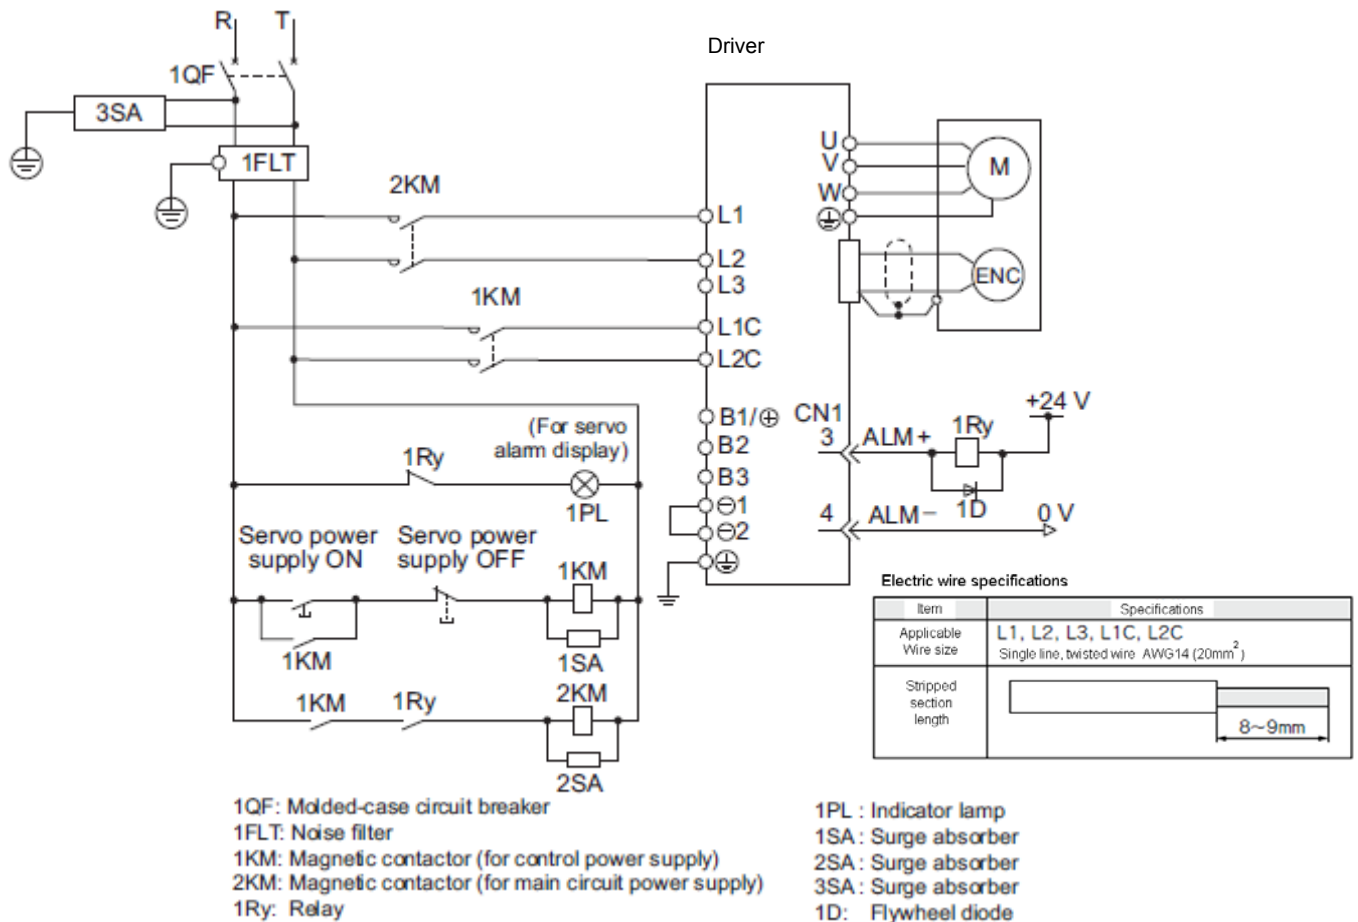 R T
Driver
1QF
3SA
1FLT
U
V
W
M
2KM
L1
L2
L3
ENC
1KM
L1C
L2C
B1/⊕ CN1
B2
B3
⊖1
⊖2
+24 V
3 ALM+ 1Ry
1D
4 ALM− 0 V
(For servo
alarm display)
1Ry
1PL
Servo power
supply ON
Servo power
supply OFF
1KM
1KM
1SA
1KM 1Ry 2KM
2SA
Electric wire specifications
Item Specifications
Applicable
Wire size
L1, L2, L3, L1C, L2C
Single line, twisted wire AWG14 (20mm²)
Stripped
section
length
8~9mm
1QF: Molded-case circuit breaker
1FLT: Noise filter
1KM: Magnetic contactor (for control power supply)
2KM: Magnetic contactor (for main circuit power supply)
1Ry: Relay
1PL : Indicator lamp
1SA : Surge absorber
2SA : Surge absorber
3SA : Surge absorber
1D: Flywheel diode